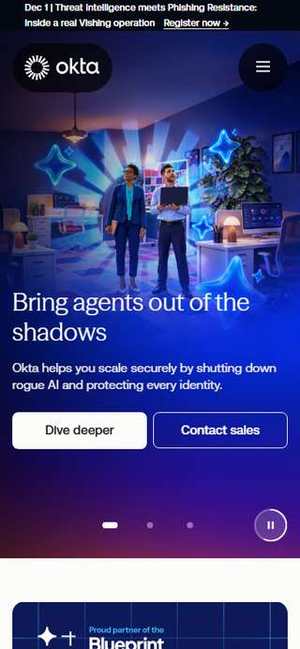 Dec 1 | Threat Intelligence meets Phishing Resistance:
Inside a real Vishing operation Register now →
okta
Bring agents out of the
shadows
Okta helps you scale securely by shutting down
rogue AI and protecting every identity.
Dive deeper
Contact sales
Proud partner of the
Blueprint